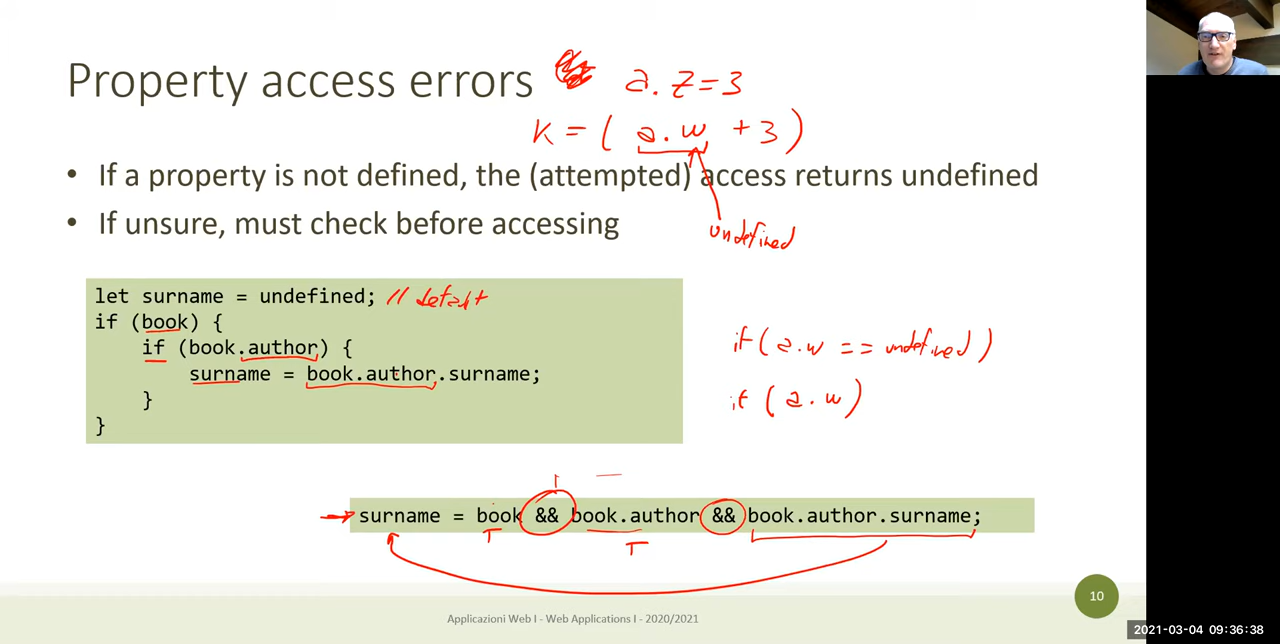 Property access errors a.z=3
K = ( a.w + 3 )
• If a property is not defined, the (attempted) access returns undefined
• If unsure, must check before accessing
undefined
let surname = undefined; // default
if (book) {
if (book.author) {
surname = book.author.surname;
}
}
if ( a.w == undefined )
if ( a.w )
surname = book && book.author && book.author.surname;
T T
10
Applicazioni Web I - Web Applications I - 2020/2021
2021-03-04 09:36:38